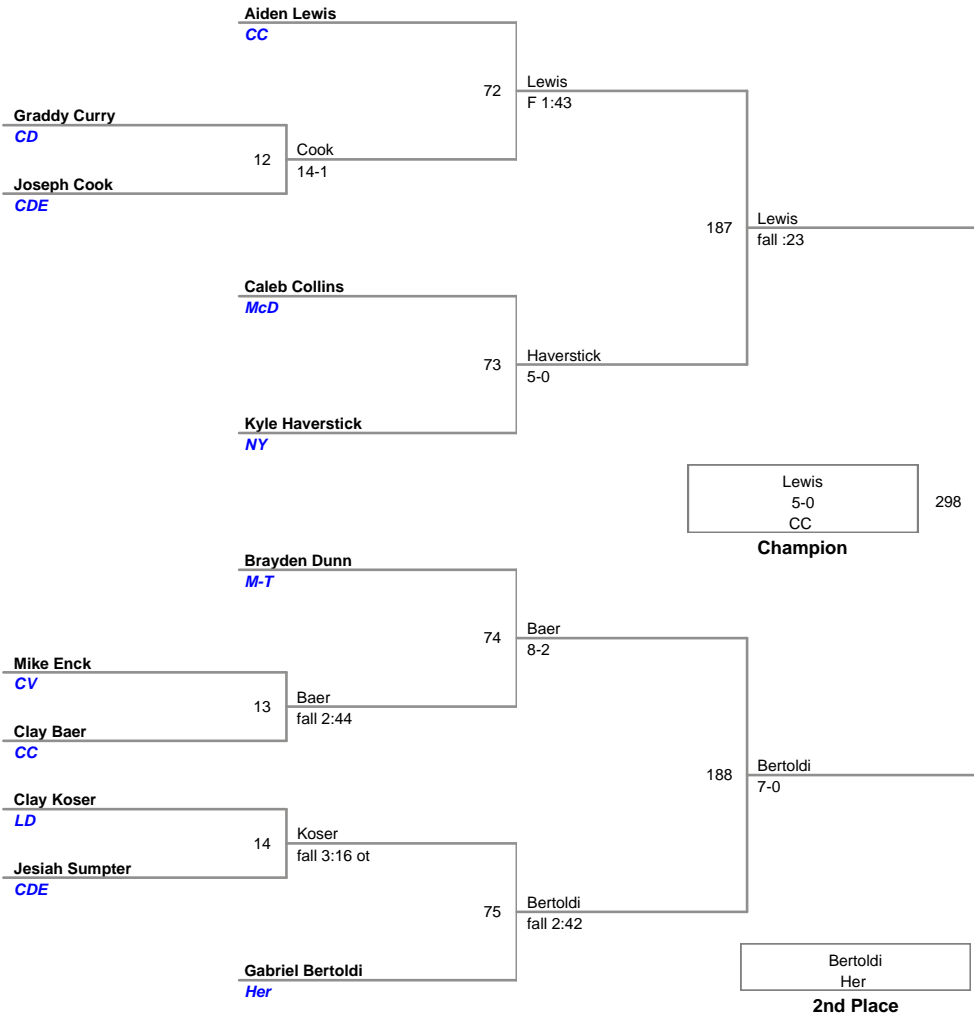 Aiden Lewis
CC
72
Lewis
F 1:43
Graddy Curry
CD
12
Cook
14-1
Joseph Cook
CDE
187
Lewis
fall :23
Caleb Collins
McD
73
Haverstick
5-0
Kyle Haverstick
NY
Lewis
5-0
CC
298
Champion
Brayden Dunn
M-T
74
Baer
8-2
Mike Enck
CV
13
Baer
fall 2:44
Clay Baer
CC
188
Bertoldi
7-0
Clay Koser
LD
14
Koser
fall 3:16 ot
Jesiah Sumpter
CDE
75
Bertoldi
fall 2:42
Gabriel Bertoldi
Her
Bertoldi
Her
2nd Place